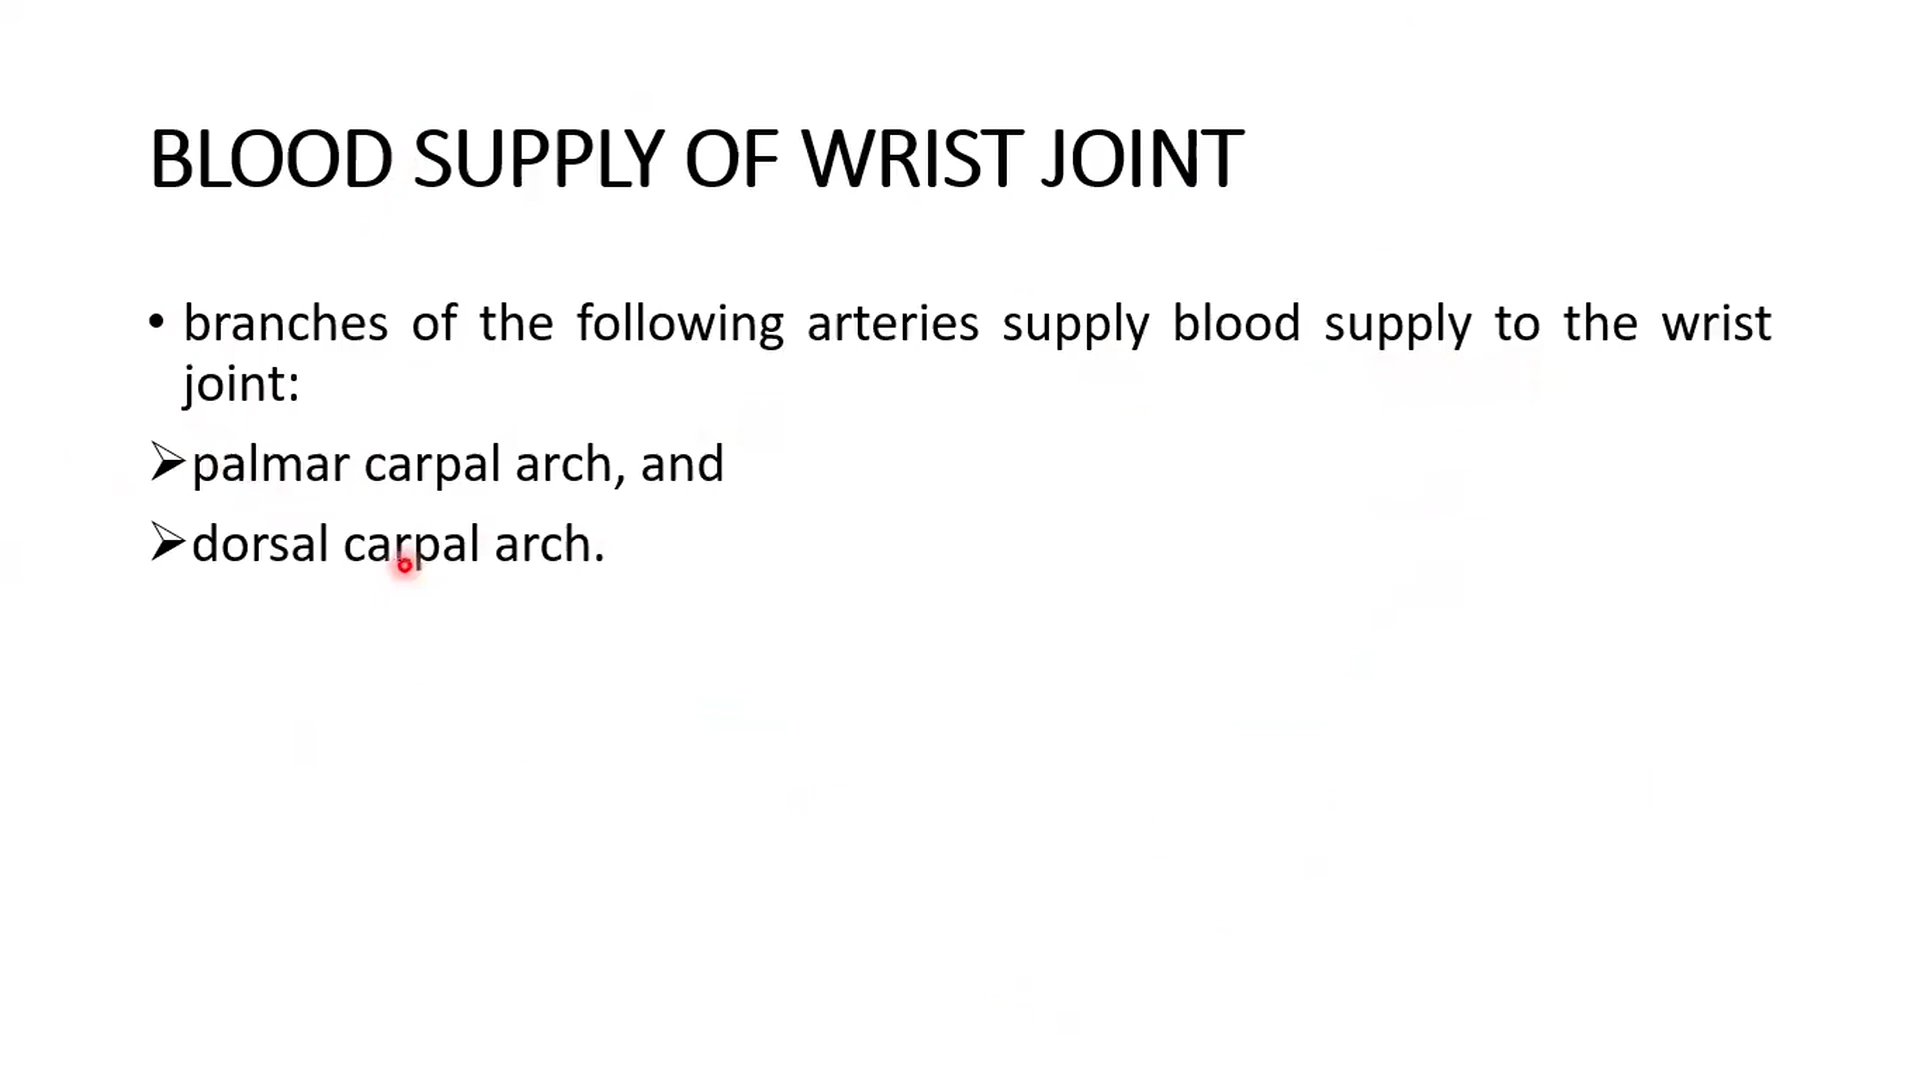 BLOOD SUPPLY OF WRIST JOINT
• branches of the following arteries supply blood supply to the wrist
joint:
➢palmar carpal arch, and
➢dorsal carpal arch.